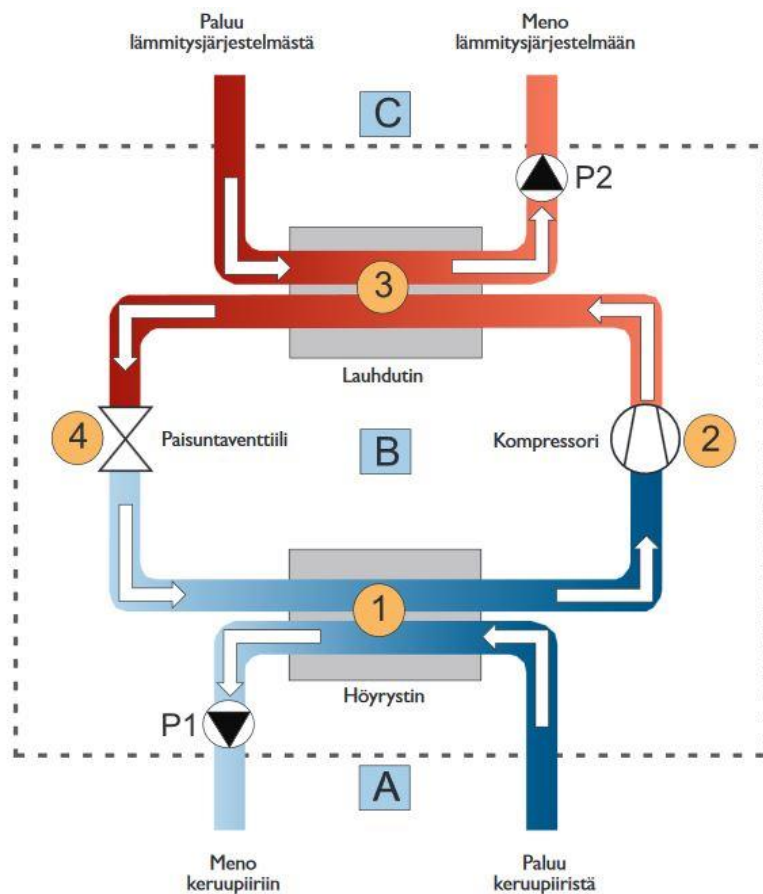 Paluu
lämmitysjärjestelmästä
Meno
lämmitysjärjestelmään
C
P2
3
Lauhdutin
4
Paisuntaventtiili
B
Kompressori
2
1
Höyrystin
P1
A
Meno
keruupiiriin
Paluu
keruupiiristä